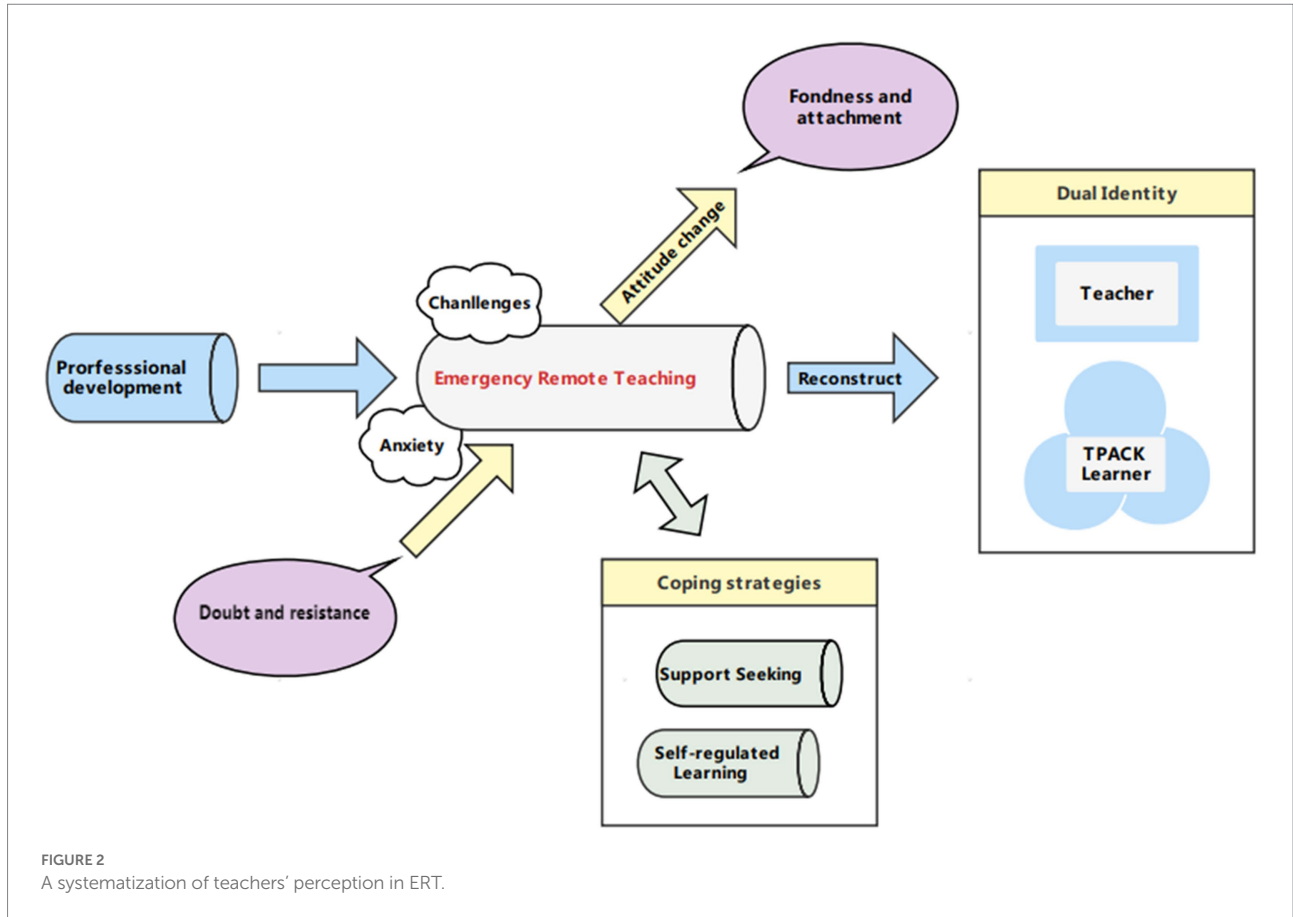 Fondness and
attachment
Dual Identity
Attitude change
Teacher
Chanllenges
Prorfesssional
development
Emergency Remote Teaching
Reconstruct
Anxiety
TPACK
Learner
Coping strategies
Doubt and resistance
Support Seeking
Self-regulated
Learning
FIGURE 2
A systematization of teachers’ perception in ERT.